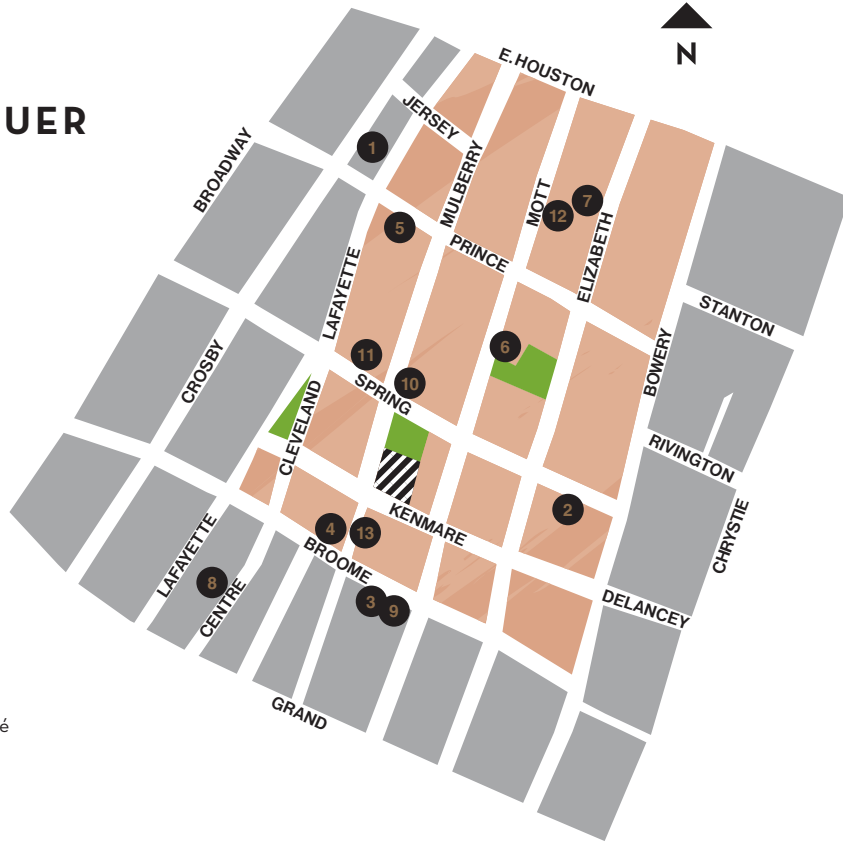 N
E. HOUSTON
UER
JERSEY
BROADWAY
1
MULBERRY
MOTT
7
12
5
PRINCE
ELIZABETH
LAFAYETTE
STANTON
6
BOWERY
11
CROSBY
10
SPRING
CLEVELAND
RIVINGTON
2
KENMARE
CHRYSTIE
4
13
LAFAYETTE
BROOME
8
CENTRE
3
9
DELANCEY
GRAND
é